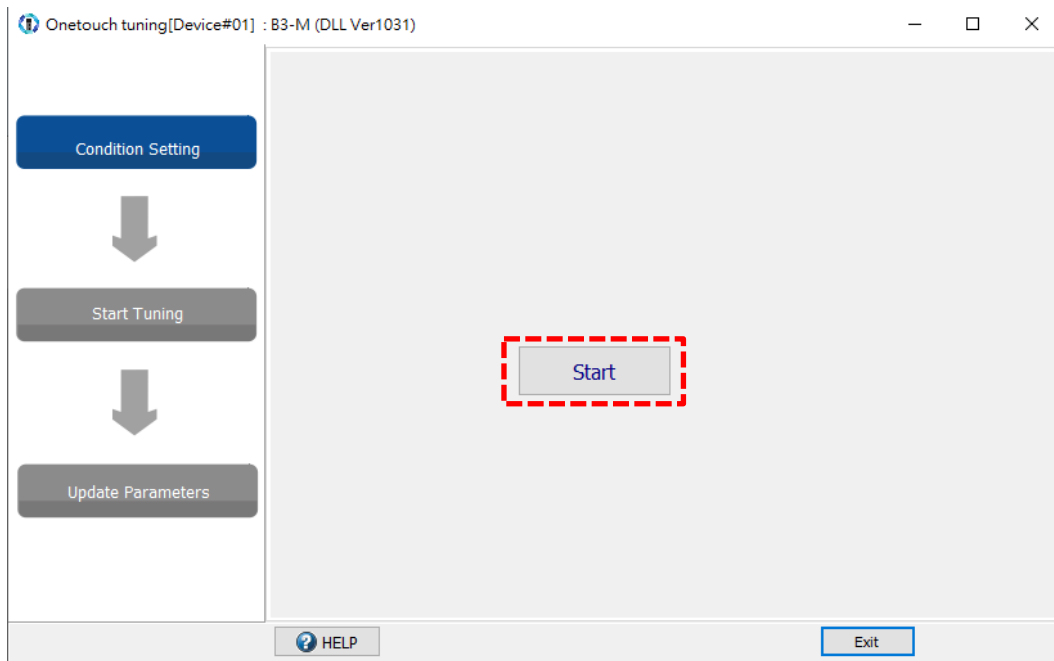 Onetouch tuning[Device#01] : B3-M (DLL Ver1031)
Condition Setting
Start Tuning
Start
Update Parameters
HELP
Exit